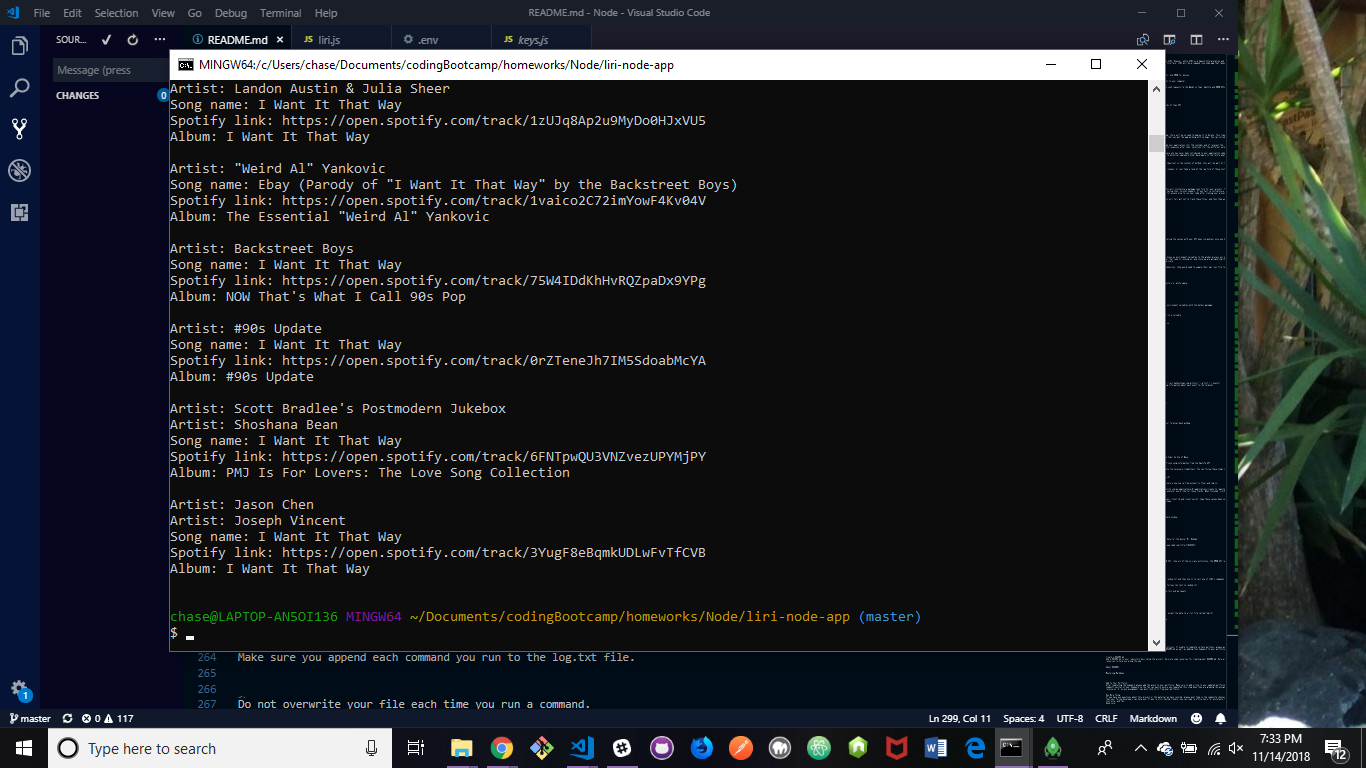 File Edit Selection View Go Debug Terminal Help
README.md - Node - Visual Studio Code
SOUR...
README.md
JS liri.js
.env
JS keys.js
Message (press
CHANGES
0
MINGW64:/c/Users/chase/Documents/codingBootcamp/homeworks/Node/liri-node-app
Artist: Landon Austin & Julia Sheer
Song name: I Want It That Way
Spotify link: https://open.spotify.com/track/1zUJq8Ap2u9MyDo0HJxVU5
Album: I Want It That Way
Artist: "Weird Al" Yankovic
Song name: Ebay (Parody of "I Want It That Way" by the Backstreet Boys)
Spotify link: https://open.spotify.com/track/1vaico2C72imYowF4Kv04V
Album: The Essential "Weird Al" Yankovic
Artist: Backstreet Boys
Song name: I Want It That Way
Spotify link: https://open.spotify.com/track/75W4IDdKhHvRQZpaDx9YPg
Album: NOW That's What I Call 90s Pop
Artist: #90s Update
Song name: I Want It That Way
Spotify link: https://open.spotify.com/track/0rZTeneJh7IM5SdoabMcYA
Album: #90s Update
Artist: Scott Bradlee's Postmodern Jukebox
Artist: Shoshana Bean
Song name: I Want It That Way
Spotify link: https://open.spotify.com/track/6FNTpwQU3VNZvezUPYMjPY
Album: PMJ Is For Lovers: The Love Song Collection
Artist: Jason Chen
Artist: Joseph Vincent
Song name: I Want It That Way
Spotify link: https://open.spotify.com/track/3YugF8eBqmkUDLwFvTfCVB
Album: I Want It That Way
chase@LAPTOP-AN5OI136 MINGW64 ~/Documents/codingBootcamp/homeworks/Node/liri-node-app (master)
$
264 Make sure you append each command you run to the log.txt file.
265
266
267 Do not overwrite your file each time you run a command.
1
master 0 117
Ln 299, Col 11 Spaces: 4 UTF-8 CRLF Markdown
Type here to search
7:33 PM
11/14/2018
12